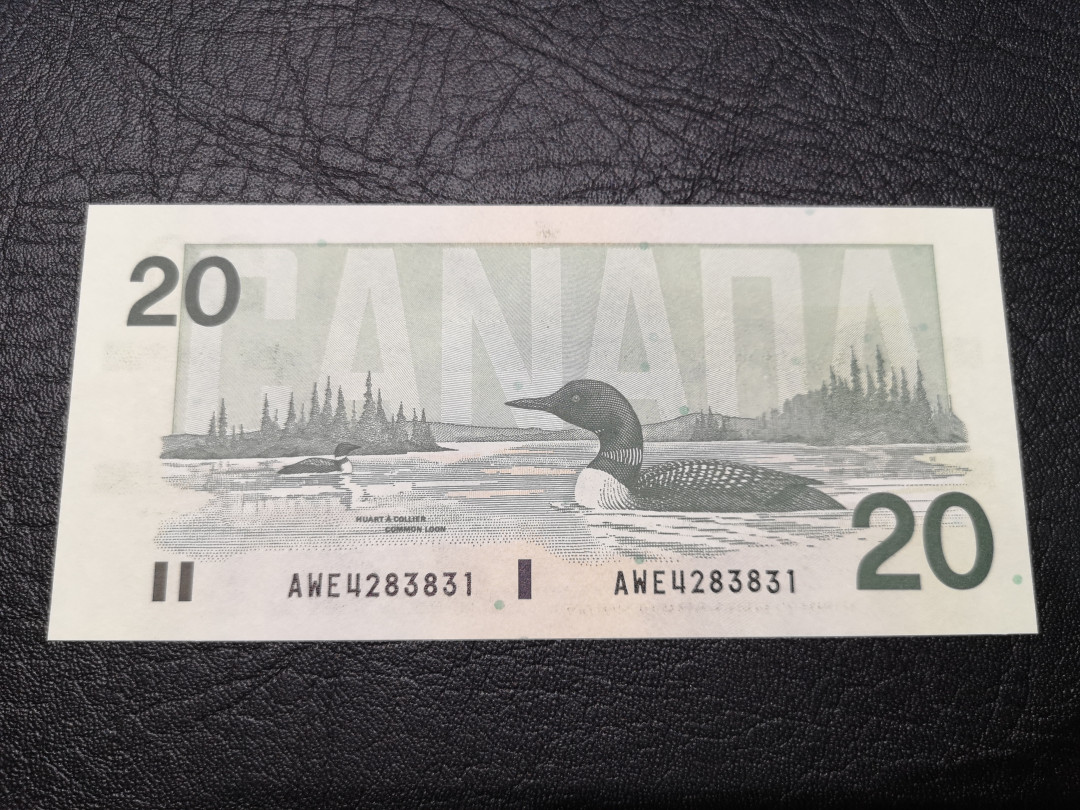 CANADA
20
HUART À COLLIER
COMMON LOON
20
AWE4283831 AWE4283831